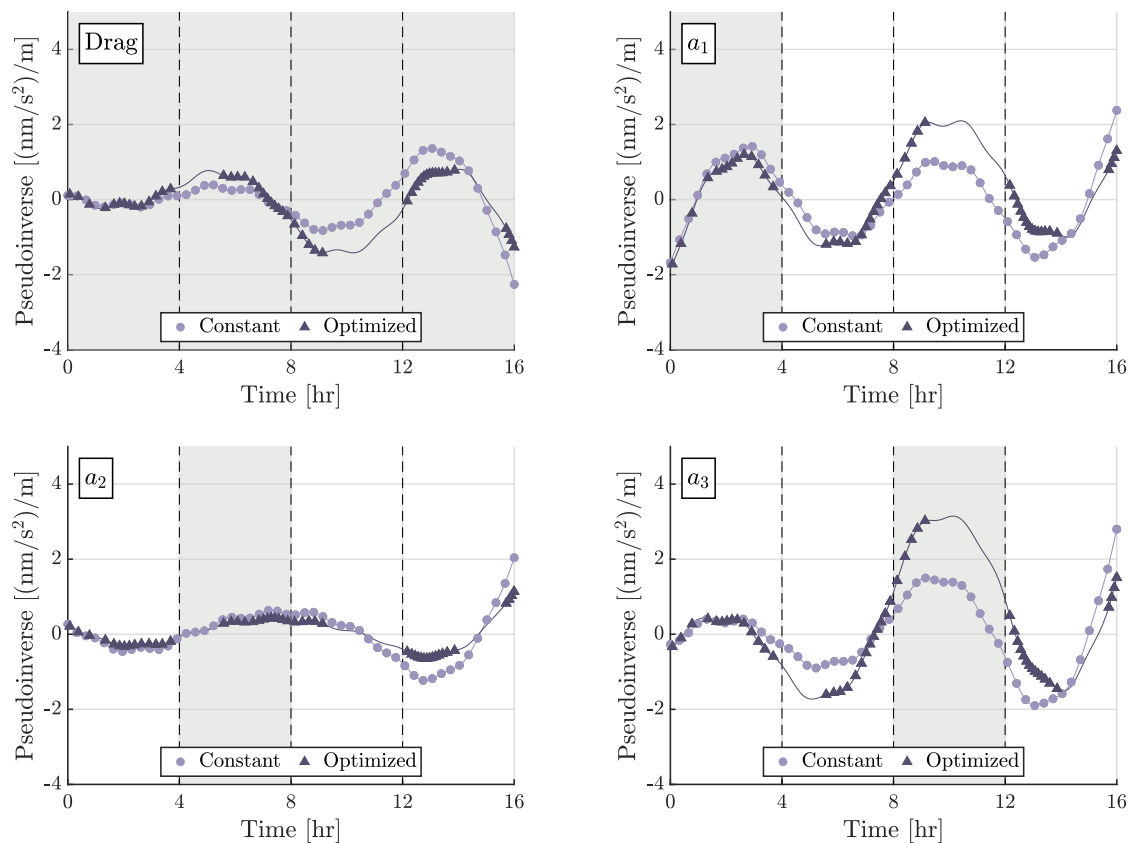 Drag
Pseudoinverse [(nm/s²)/m]
4
2
0
-2
-4
Constant Optimized
0 4 8 12 16
Time [hr]
a₁
Pseudoinverse [(nm/s²)/m]
4
2
0
-2
-4
Constant Optimized
0 4 8 12 16
Time [hr]
a₂
Pseudoinverse [(nm/s²)/m]
4
2
0
-2
-4
Constant Optimized
0 4 8 12 16
Time [hr]
a₃
Pseudoinverse [(nm/s²)/m]
4
2
0
-2
-4
Constant Optimized
0 4 8 12 16
Time [hr]